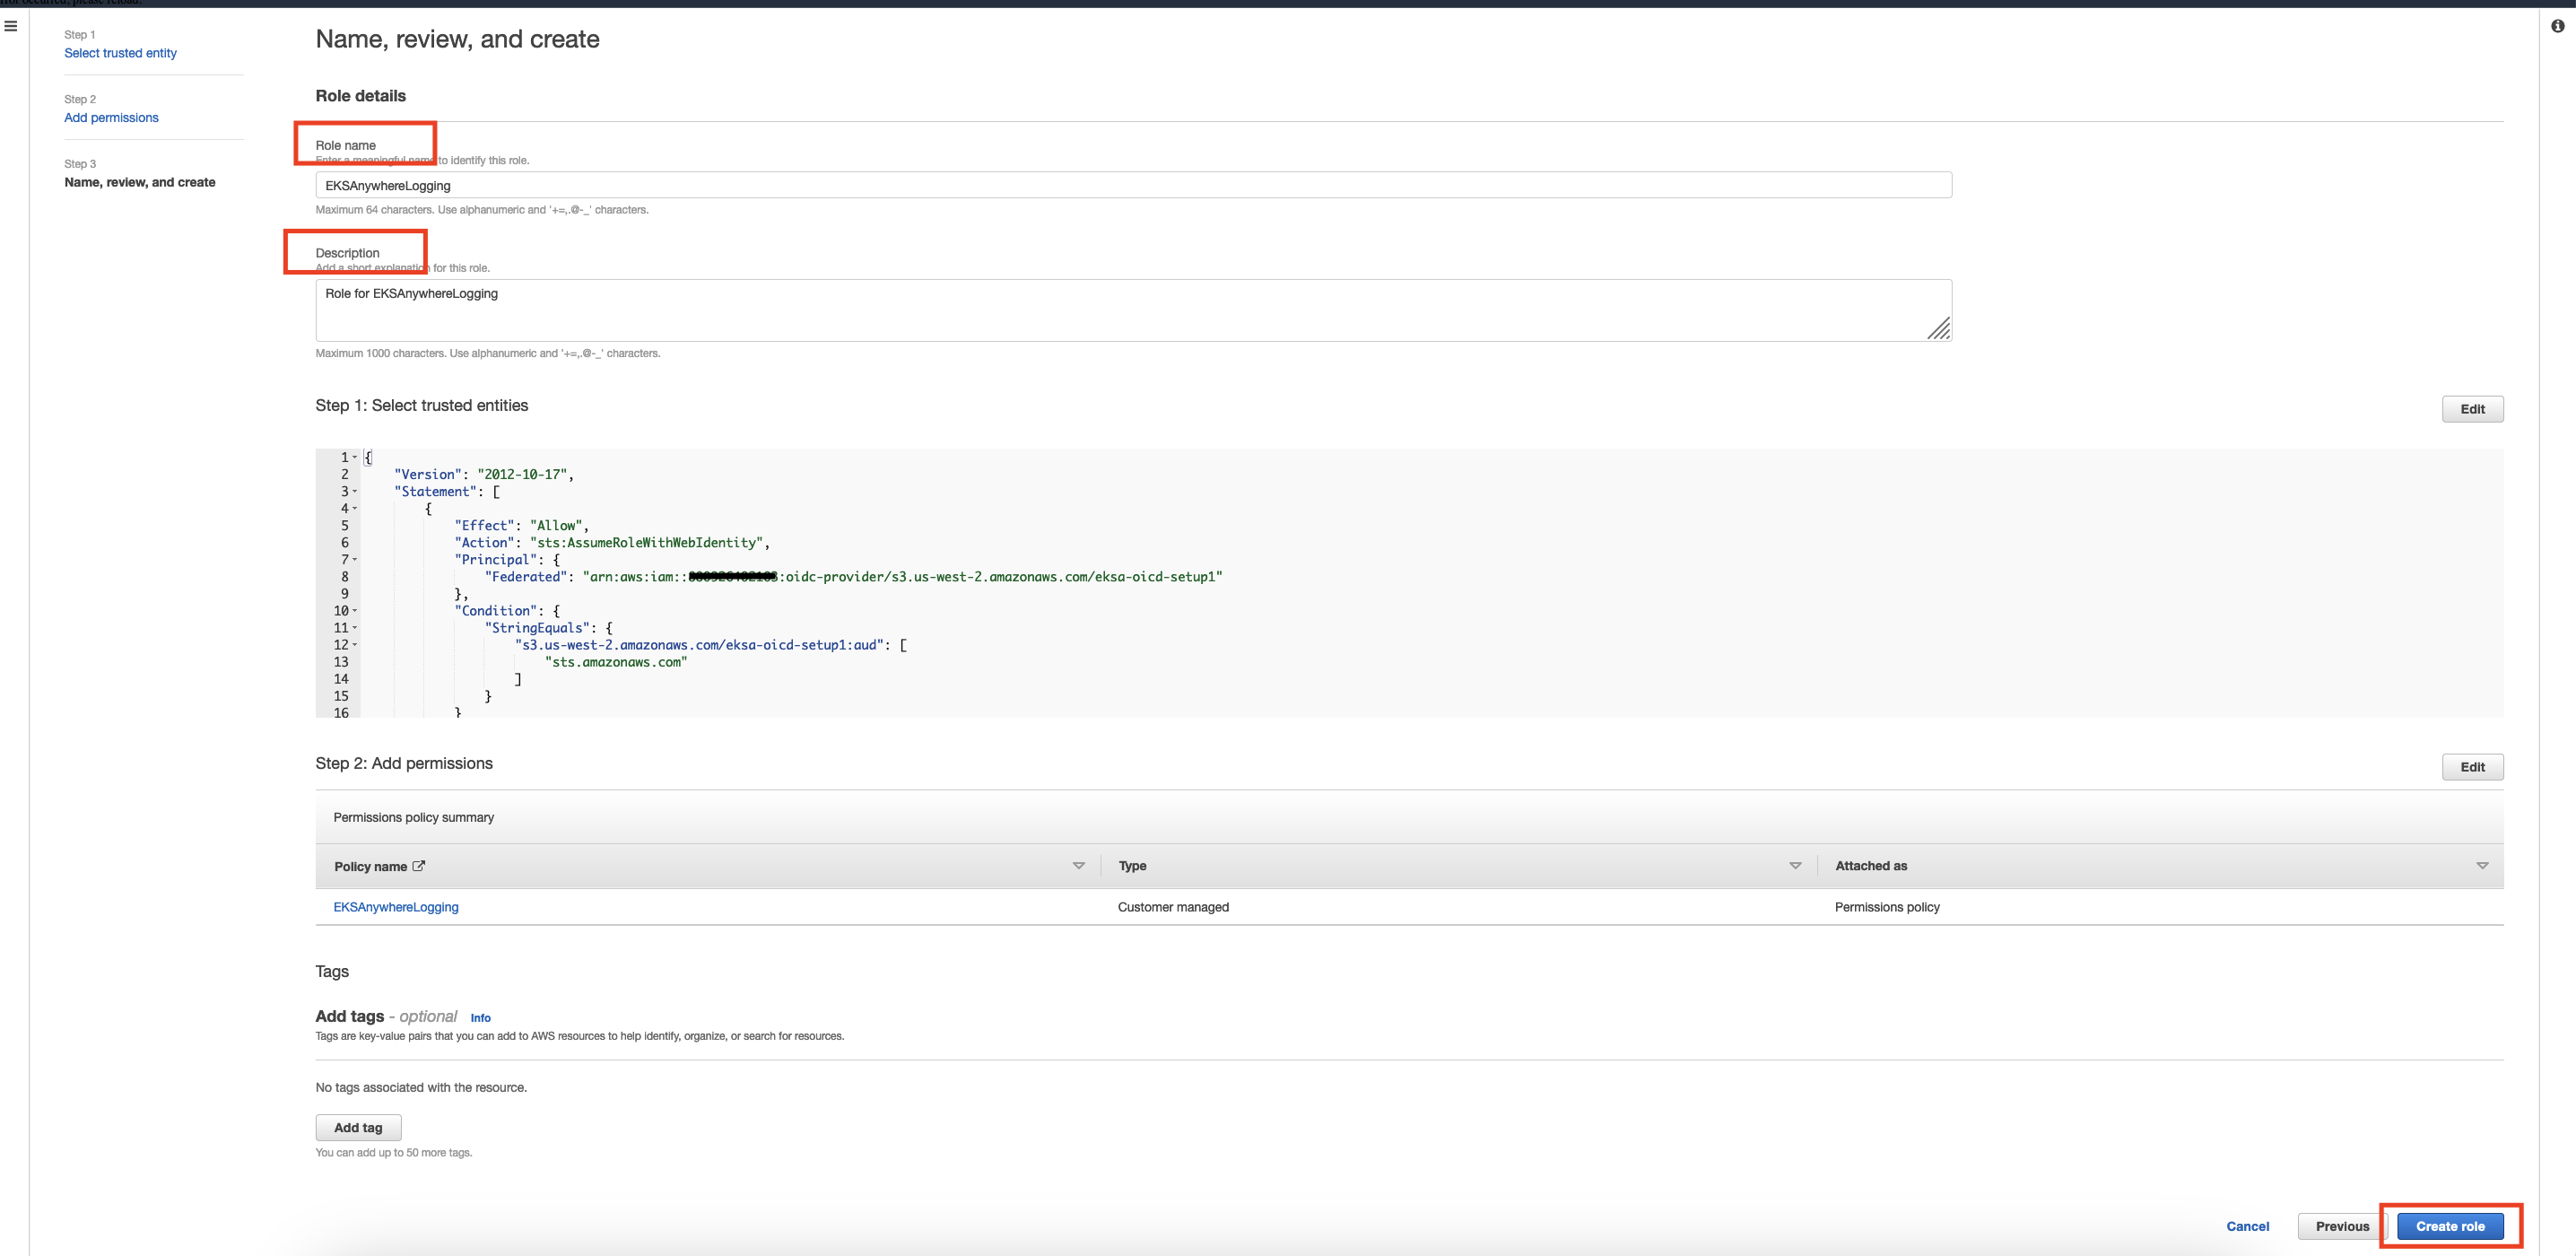 Step 1
Select trusted entity
Step 2
Add permissions
Step 3
Name, review, and create
Name, review, and create
Role details
Role name
Enter a meaningful name to identify this role.
EKSAnywhereLogging
Maximum 64 characters. Use alphanumeric and '+=,.@-_' characters.
Description
Add a short explanation for this role.
Role for EKSAnywhereLogging
Maximum 1000 characters. Use alphanumeric and '+=,.@-_' characters.
Step 1: Select trusted entities
Edit
1 {
2 "Version": "2012-10-17",
3 "Statement": [
4 {
5 "Effect": "Allow",
6 "Action": "sts:AssumeRoleWithWebIdentity",
7 "Principal": {
8 "Federated": "arn:aws:iam:: :oidc-provider/s3.us-west-2.amazonaws.com/eksa-oicd-setup1"
9 },
10 "Condition": {
11 "StringEquals": {
12 "s3.us-west-2.amazonaws.com/eksa-oicd-setup1:aud": [
13 "sts.amazonaws.com"
14 ]
15 }
16 }
Step 2: Add permissions
Edit
Permissions policy summary
Policy name Type Attached as
EKSAnywhereLogging Customer managed Permissions policy
Tags
Add tags - optional Info
Tags are key-value pairs that you can add to AWS resources to help identify, organize, or search for resources.
No tags associated with the resource.
Add tag
You can add up to 50 more tags.
Cancel Previous Create role